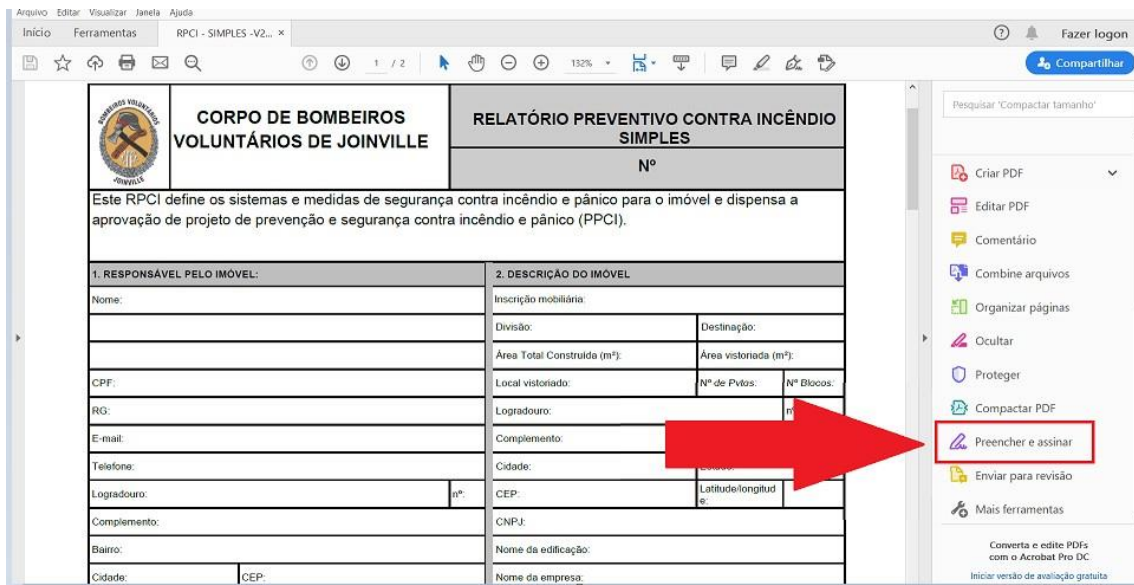 Arquivo Editar Visualizar Janela Ajuda
Início Ferramentas RPCI - SIMPLES -V2... × Fazer logon
1 / 2 132% Compartilhar
BOMBEIROS VOLUNTÁRIOS
JOINVILLE
CORPO DE BOMBEIROS
VOLUNTÁRIOS DE JOINVILLE
RELATÓRIO PREVENTIVO CONTRA INCÊNDIO
SIMPLES
Nº
Este RPCI define os sistemas e medidas de segurança contra incêndio e pânico para o imóvel e dispensa a
aprovação de projeto de prevenção e segurança contra incêndio e pânico (PPCI).
1. RESPONSÁVEL PELO IMÓVEL: 2. DESCRIÇÃO DO IMÓVEL
Nome: Inscrição mobiliária:
Divisão: Destinação:
Área Total Construida (m²): Área vistoriada (m²):
CPF: Local vistoriado: Nº de Pvtos: Nº Blocos:
RG: Logradouro:
E-mail: Complemento:
Telefone: Cidade:
Logradouro: nº: CEP: Latitude/longitud
e:
Complemento: CNPJ:
Bairro: Nome da edificação:
Cidade: CEP: Nome da empresa:
Pesquisar 'Compactar tamanho'
Criar PDF
Editar PDF
Comentário
Combine arquivos
Organizar páginas
Ocultar
Proteger
Compactar PDF
Preencher e assinar
Enviar para revisão
Mais ferramentas
Converta e edite PDFs
com o Acrobat Pro DC
Iniciar versão de avaliação gratuita